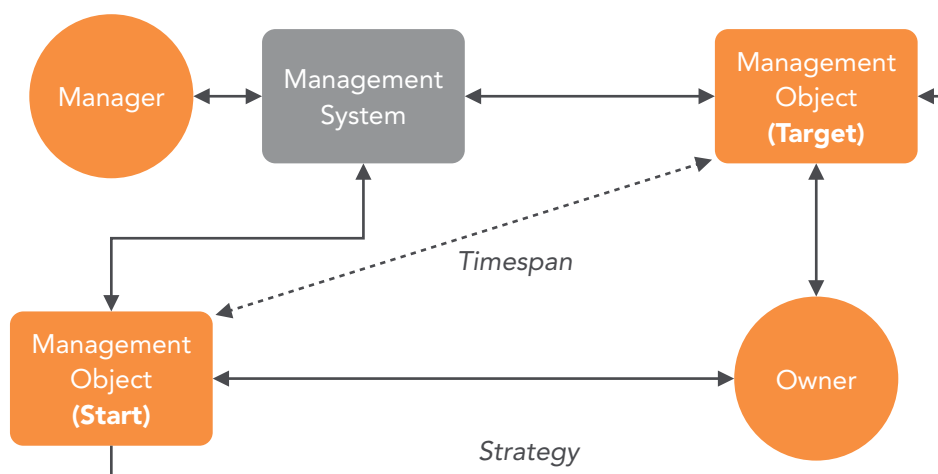 Manager
Management
System
Management
Object
(Target)
Timespan
Management
Object
(Start)
Owner
Strategy